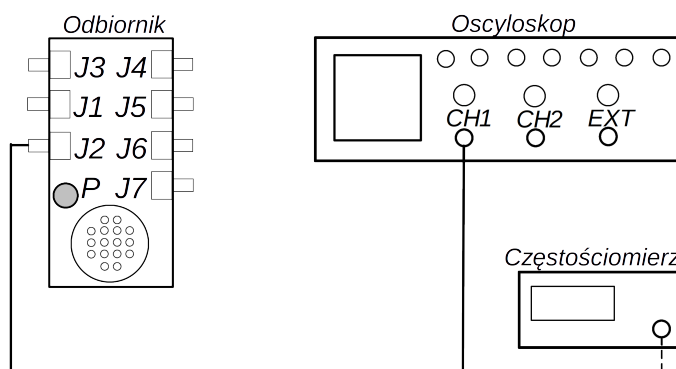 Odbiornik
J3 J4
J1 J5
J2 J6
P J7
Oscyloskop
CH1 CH2 EXT
Częstościomierz